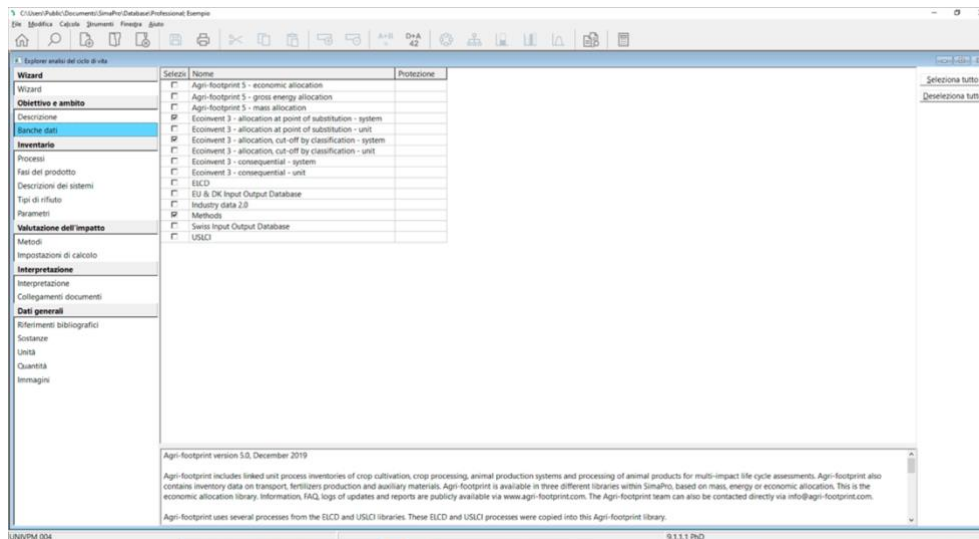 C:\Users\Public\Documents\SimaPro\Database\Professional; Esempio
File Modifica Calcola Strumenti Finestra Aiuto
A+B
D+A
42
Explorer analisi del ciclo di vita
Wizard
Wizard
Obiettivo e ambito
Descrizione
Banche dati
Inventario
Processi
Fasi del prodotto
Descrizioni dei sistemi
Tipi di rifiuto
Parametri
Valutazione dell'impatto
Metodi
Impostazioni di calcolo
Interpretazione
Interpretazione
Collegamenti documenti
Dati generali
Riferimenti bibliografici
Sostanze
Unità
Quantità
Immagini
Selezi Nome Protezione
Agri-footprint 5 - economic allocation
Agri-footprint 5 - gross energy allocation
Agri-footprint 5 - mass allocation
Ecoinvent 3 - allocation at point of substitution - system
Ecoinvent 3 - allocation at point of substitution - unit
Ecoinvent 3 - allocation, cut-off by classification - system
Ecoinvent 3 - allocation, cut-off by classification - unit
Ecoinvent 3 - consequential - system
Ecoinvent 3 - consequential - unit
ELCD
EU & DK Input Output Database
Industry data 2.0
Methods
Swiss Input Output Database
USLCI
Seleziona tutto
Deseleziona tutt
Agri-footprint version 5.0, December 2019
Agri-footprint includes linked unit process inventories of crop cultivation, crop processing, animal production systems and processing of animal products for multi-impact life cycle assessments. Agri-footprint also
contains inventory data on transport, fertilizers production and auxiliary materials. Agri-footprint is available in three different libraries within SimaPro, based on mass, energy or economic allocation. This is the
economic allocation library. Information, FAQ, logs of updates and reports are publicly available via www.agri-footprint.com. The Agri-footprint team can also be contacted directly via info@agri-footprint.com.
Agri-footprint uses several processes from the ELCD and USLCI libraries. These ELCD and USLCI processes were copied into this Agri-footprint library.
UNIVPM 004
9.1.1.1 PhD